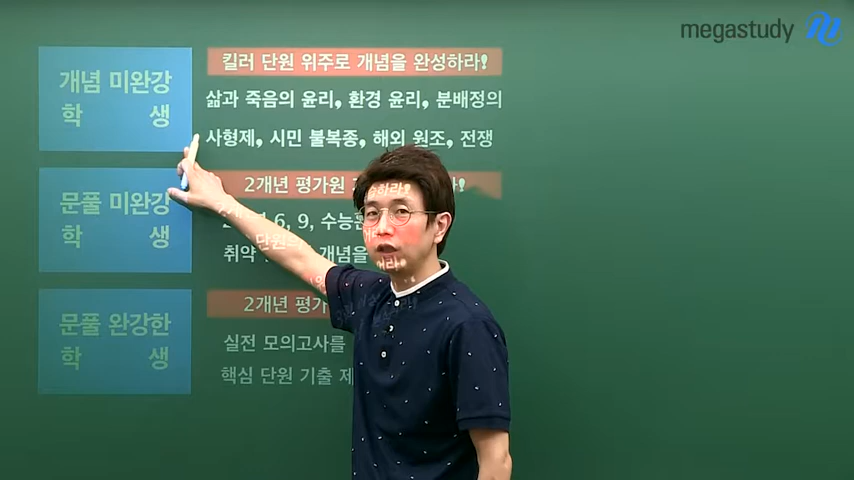 megastudy
개념 미완강
학 생
킬러 단원 위주로 개념을 완성하라!
삶과 죽음의 윤리, 환경 윤리, 분배정의
사형제, 시민 불복종, 해외 원조, 전쟁
문풀 미완강
학 생
2개년 평가원
6, 9, 수능
취약 개념을
문풀 완강한
학 생
2개년 평가
실전 모의고사를
핵심 단원 기출